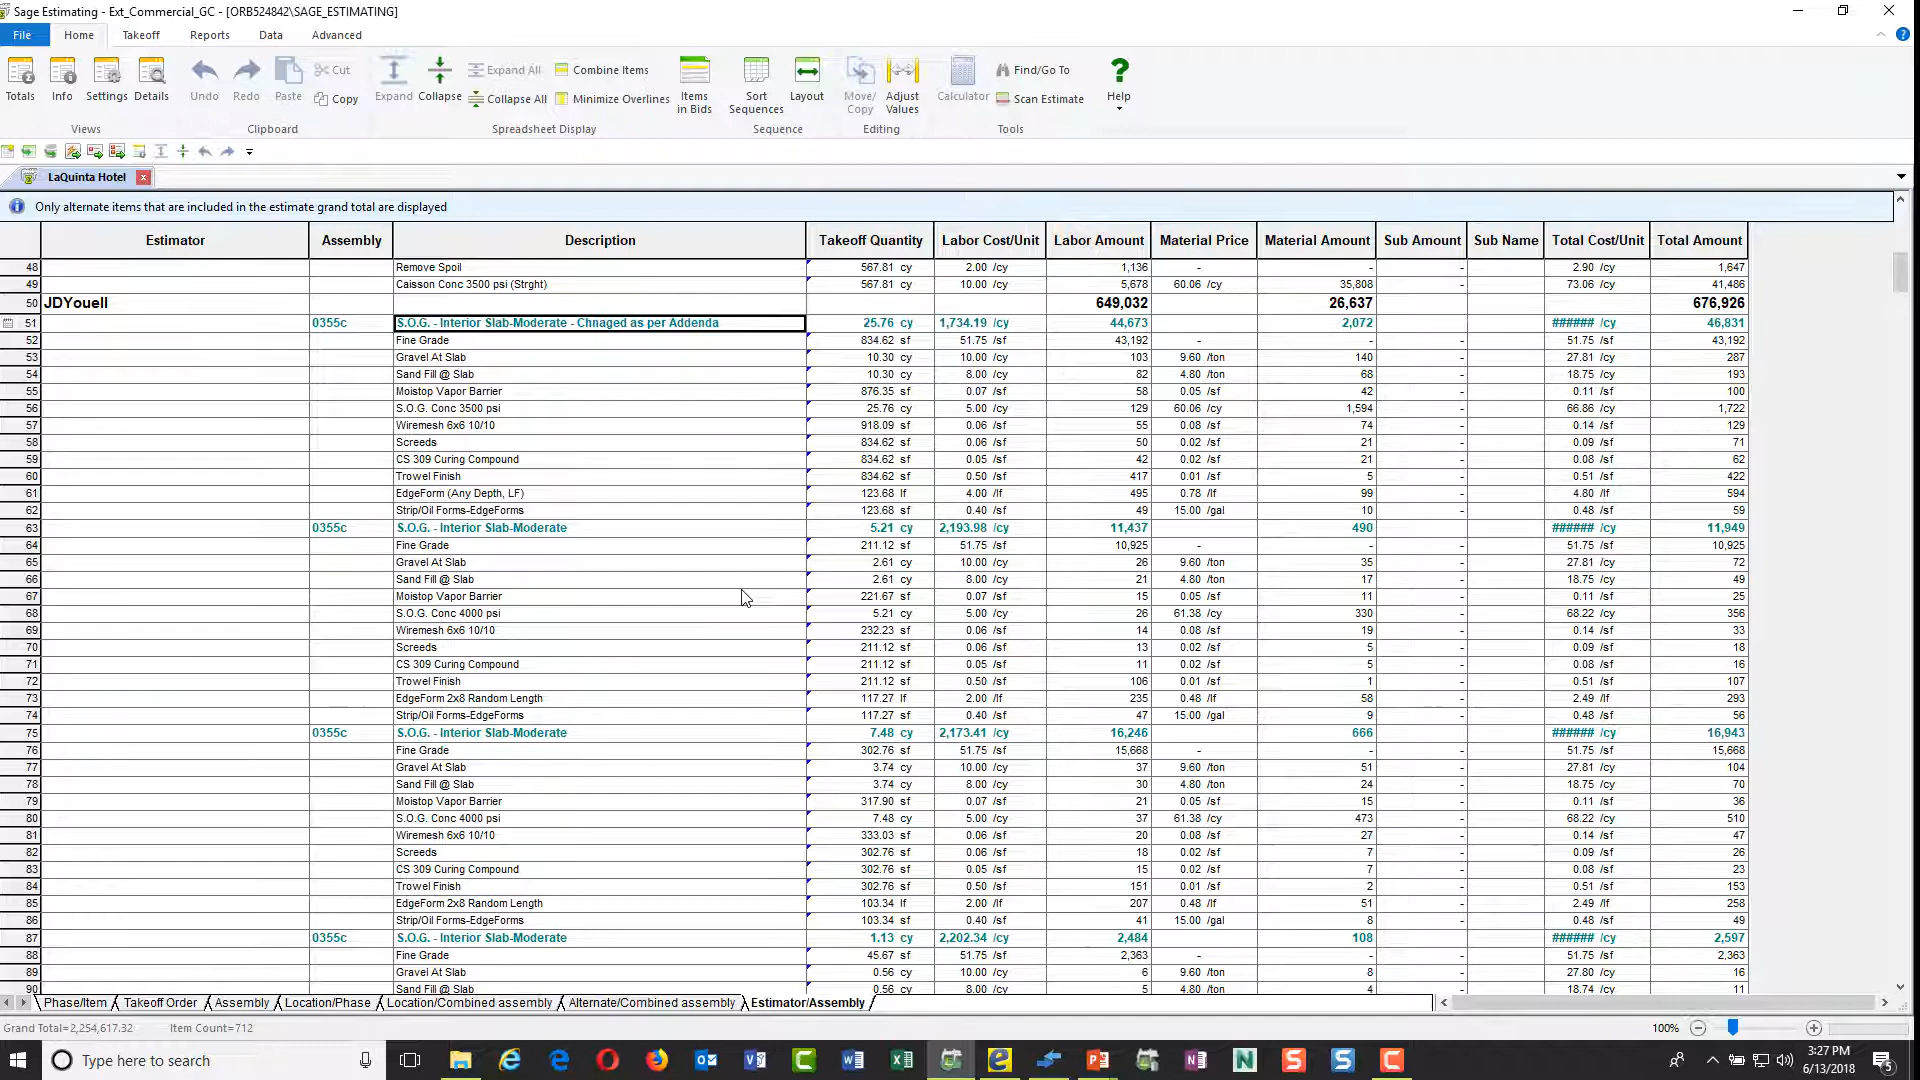 Sage Estimating - Ext_Commercial_GC - [ORB524842\SAGE_ESTIMATING]
File Home Takeoff Reports Data Advanced
Totals Info Settings Details Undo Redo Paste Cut Copy Expand Collapse Expand All Collapse All Combine Items Minimize Overlines Items in Bids Sort Sequences Layout Move/Copy Adjust Values Calculator Find/Go To Scan Estimate Help
Views Clipboard Spreadsheet Display Sequence Editing Tools
LaQuinta Hotel
Only alternate items that are included in the estimate grand total are displayed
Estimator Assembly Description Takeoff Quantity Labor Cost/Unit Labor Amount Material Price Material Amount Sub Amount Sub Name Total Cost/Unit Total Amount
48 Remove Spoil 567.81 cy 2.00 /cy 1,136 - - - 2.90 /cy 1,647
49 Caisson Conc 3500 psi (Strght) 567.81 cy 10.00 /cy 5,678 60.06 /cy 35,808 - 73.06 /cy 41,486
50 JDYouell 649,032 26,637 676,926
51 0355c S.O.G. - Interior Slab-Moderate - Chnaged as per Addenda 25.76 cy 1,734.19 /cy 44,673 2,072 ###### /cy 46,831
52 Fine Grade 834.62 sf 51.75 /sf 43,192 - - - 51.75 /sf 43,192
53 Gravel At Slab 10.30 cy 10.00 /cy 103 9.60 /ton 140 - 27.81 /cy 287
54 Sand Fill @ Slab 10.30 cy 8.00 /cy 82 4.80 /ton 68 - 18.75 /cy 193
55 Moistop Vapor Barrier 876.35 sf 0.07 /sf 58 0.05 /sf 42 - 0.11 /sf 100
56 S.O.G. Conc 3500 psi 25.76 cy 5.00 /cy 129 60.06 /cy 1,594 - 66.86 /cy 1,722
57 Wiremesh 6x6 10/10 918.09 sf 0.06 /sf 55 0.08 /sf 74 - 0.14 /sf 129
58 Screeds 834.62 sf 0.06 /sf 50 0.02 /sf 21 - 0.09 /sf 71
59 CS 309 Curing Compound 834.62 sf 0.05 /sf 42 0.02 /sf 21 - 0.08 /sf 62
60 Trowel Finish 834.62 sf 0.50 /sf 417 0.01 /sf 5 - 0.51 /sf 422
61 EdgeForm (Any Depth, LF) 123.68 lf 4.00 /lf 495 0.78 /lf 99 - 4.80 /lf 594
62 Strip/Oil Forms-EdgeForms 123.68 sf 0.40 /sf 49 15.00 /gal 10 - 0.48 /sf 59
63 0355c S.O.G. - Interior Slab-Moderate 5.21 cy 2,193.98 /cy 11,437 490 ###### /cy 11,949
64 Fine Grade 211.12 sf 51.75 /sf 10,925 - - - 51.75 /sf 10,925
65 Gravel At Slab 2.61 cy 10.00 /cy 26 9.60 /ton 35 - 27.81 /cy 72
66 Sand Fill @ Slab 2.61 cy 8.00 /cy 21 4.80 /ton 17 - 18.75 /cy 49
67 Moistop Vapor Barrier 221.67 sf 0.07 /sf 15 0.05 /sf 11 - 0.11 /sf 25
68 S.O.G. Conc 4000 psi 5.21 cy 5.00 /cy 26 61.38 /cy 330 - 68.22 /cy 356
69 Wiremesh 6x6 10/10 232.23 sf 0.06 /sf 14 0.08 /sf 19 - 0.14 /sf 33
70 Screeds 211.12 sf 0.06 /sf 13 0.02 /sf 5 - 0.09 /sf 18
71 CS 309 Curing Compound 211.12 sf 0.05 /sf 11 0.02 /sf 5 - 0.08 /sf 16
72 Trowel Finish 211.12 sf 0.50 /sf 106 0.01 /sf 1 - 0.51 /sf 107
73 EdgeForm 2x8 Random Length 117.27 lf 2.00 /lf 235 0.48 /lf 58 - 2.49 /lf 293
74 Strip/Oil Forms-EdgeForms 117.27 sf 0.40 /sf 47 15.00 /gal 9 - 0.48 /sf 56
75 0355c S.O.G. - Interior Slab-Moderate 7.48 cy 2,173.41 /cy 16,246 666 ###### /cy 16,943
76 Fine Grade 302.76 sf 51.75 /sf 15,668 - - - 51.75 /sf 15,668
77 Gravel At Slab 3.74 cy 10.00 /cy 37 9.60 /ton 51 - 27.81 /cy 104
78 Sand Fill @ Slab 3.74 cy 8.00 /cy 30 4.80 /ton 24 - 18.75 /cy 70
79 Moistop Vapor Barrier 317.90 sf 0.07 /sf 21 0.05 /sf 15 - 0.11 /sf 36
80 S.O.G. Conc 4000 psi 7.48 cy 5.00 /cy 37 61.38 /cy 473 - 68.22 /cy 510
81 Wiremesh 6x6 10/10 333.03 sf 0.06 /sf 20 0.08 /sf 27 - 0.14 /sf 47
82 Screeds 302.76 sf 0.06 /sf 18 0.02 /sf 7 - 0.09 /sf 26
83 CS 309 Curing Compound 302.76 sf 0.05 /sf 15 0.02 /sf 7 - 0.08 /sf 23
84 Trowel Finish 302.76 sf 0.50 /sf 151 0.01 /sf 2 - 0.51 /sf 153
85 EdgeForm 2x8 Random Length 103.34 lf 2.00 /lf 207 0.48 /lf 51 - 2.49 /lf 258
86 Strip/Oil Forms-EdgeForms 103.34 sf 0.40 /sf 41 15.00 /gal 8 - 0.48 /sf 49
87 0355c S.O.G. - Interior Slab-Moderate 1.13 cy 2,202.34 /cy 2,484 108 ###### /cy 2,597
88 Fine Grade 45.67 sf 51.75 /sf 2,363 - - - 51.75 /sf 2,363
89 Gravel At Slab 0.56 cy 10.00 /cy 6 9.60 /ton 8 - 27.80 /cy 16
90 Sand Fill @ Slab 0.56 cy 8.00 /cy 5 4.80 /ton 4 - 18.74 /cy 11
Phase/Item Takeoff Order Assembly Location/Phase Location/Combined assembly Alternate/Combined assembly Estimator/Assembly
Grand Total=2,254,617.32 Item Count=712 100%
Type here to search 3:27 PM
6/13/2018 5